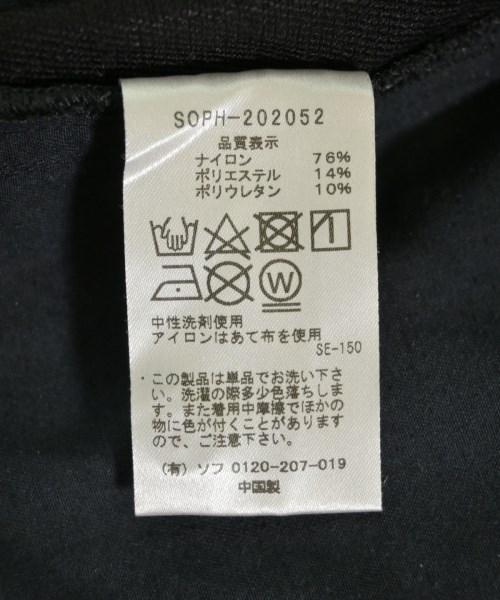 SOPH-202052
品質表示
ナイロン 76%
ポリエステル 14%
ポリウレタン 10%
W
中性洗剤使用
アイロンはあて布を使用
SE-150
・この製品は単品でお洗い下さ
い。洗濯の際多少色落ちしま
す。また着用中摩擦でほかの
物に色が付くことがあります
ので、ご注意下さい。
(有) ソフ 0120-207-019
中国製